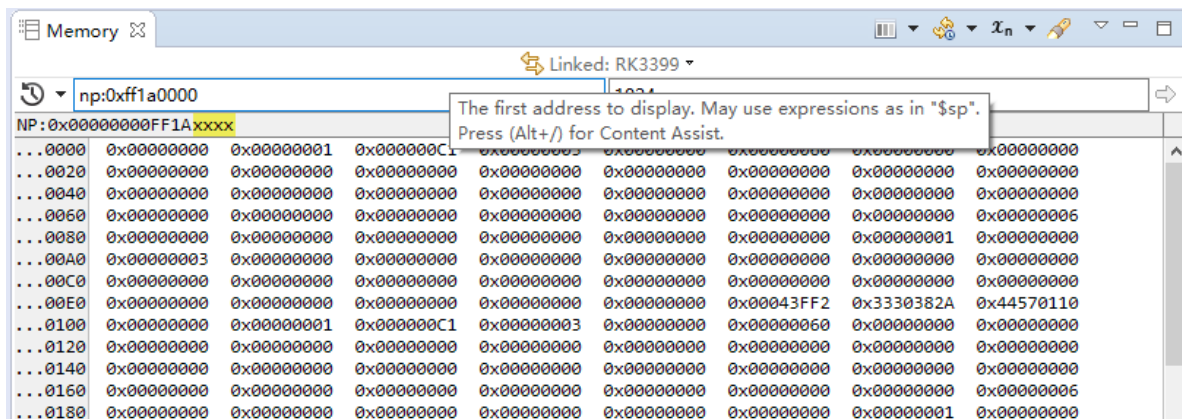 Memory
xn
Linked: RK3399
np:0xff1a0000
The first address to display. May use expressions as in "$sp".
Press (Alt+/) for Content Assist.
NP:0x00000000FF1Axxxx
...0000 0x00000000 0x00000001 0x000000C1 0x00000003 0x00000000 0x00000060 0x00000000 0x00000000
...0020 0x00000000 0x00000000 0x00000000 0x00000000 0x00000000 0x00000000 0x00000000 0x00000000
...0040 0x00000000 0x00000000 0x00000000 0x00000000 0x00000000 0x00000000 0x00000000 0x00000000
...0060 0x00000000 0x00000000 0x00000000 0x00000000 0x00000000 0x00000000 0x00000000 0x00000006
...0080 0x00000000 0x00000000 0x00000000 0x00000000 0x00000000 0x00000000 0x00000001 0x00000000
...00A0 0x00000003 0x00000000 0x00000000 0x00000000 0x00000000 0x00000000 0x00000000 0x00000000
...00C0 0x00000000 0x00000000 0x00000000 0x00000000 0x00000000 0x00000000 0x00000000 0x00000000
...00E0 0x00000000 0x00000000 0x00000000 0x00000000 0x00000000 0x00043FF2 0x3330382A 0x44570110
...0100 0x00000000 0x00000001 0x000000C1 0x00000003 0x00000000 0x00000060 0x00000000 0x00000000
...0120 0x00000000 0x00000000 0x00000000 0x00000000 0x00000000 0x00000000 0x00000000 0x00000000
...0140 0x00000000 0x00000000 0x00000000 0x00000000 0x00000000 0x00000000 0x00000000 0x00000000
...0160 0x00000000 0x00000000 0x00000000 0x00000000 0x00000000 0x00000000 0x00000000 0x00000006
...0180 0x00000000 0x00000000 0x00000000 0x00000000 0x00000000 0x00000000 0x00000001 0x00000000